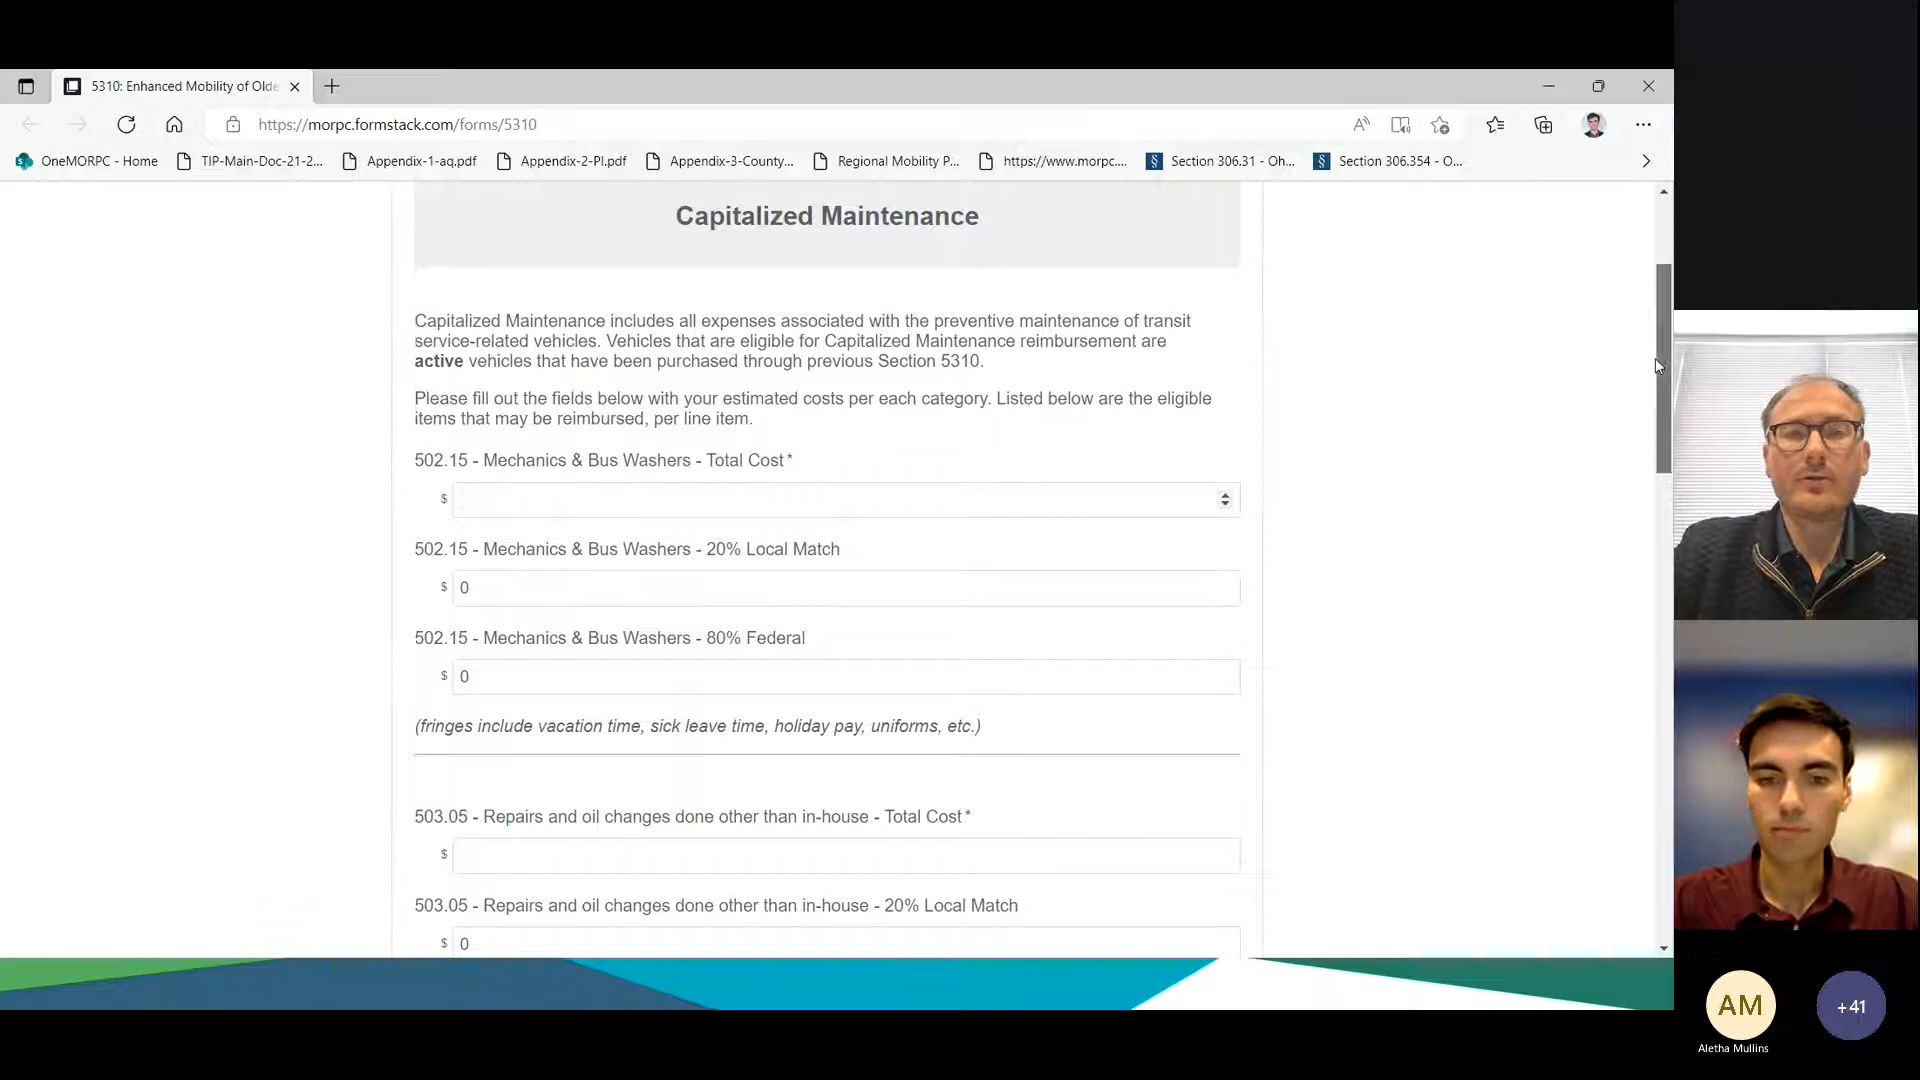 5310: Enhanced Mobility of Olde
https://morpc.formstack.com/forms/5310
OneMORPC - Home
TIP-Main-Doc-21-2...
Appendix-1-aq.pdf
Appendix-2-PI.pdf
Appendix-3-County...
Regional Mobility P...
https://www.morpc....
§ Section 306.31 - Oh...
§ Section 306.354 - O...
Capitalized Maintenance
Capitalized Maintenance includes all expenses associated with the preventive maintenance of transit
service-related vehicles. Vehicles that are eligible for Capitalized Maintenance reimbursement are
active vehicles that have been purchased through previous Section 5310.
Please fill out the fields below with your estimated costs per each category. Listed below are the eligible
items that may be reimbursed, per line item.
502.15 - Mechanics & Bus Washers - Total Cost*
$
502.15 - Mechanics & Bus Washers - 20% Local Match
$ 0
502.15 - Mechanics & Bus Washers - 80% Federal
$ 0
(fringes include vacation time, sick leave time, holiday pay, uniforms, etc.)
503.05 - Repairs and oil changes done other than in-house - Total Cost*
$
503.05 - Repairs and oil changes done other than in-house - 20% Local Match
$ 0
AM
Aletha Mullins
+41